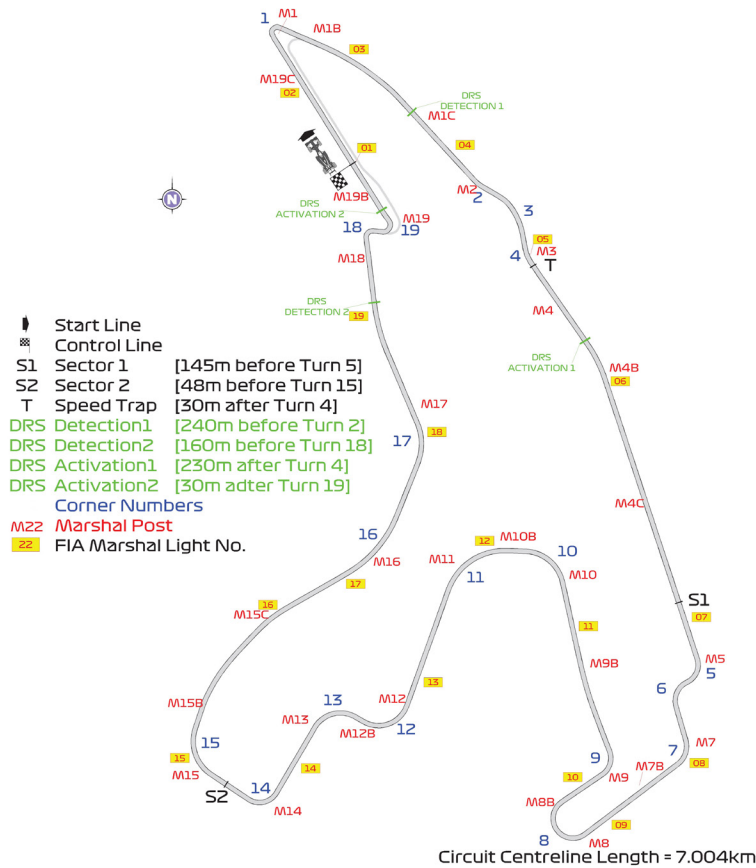 1
M1
M1B
03
M19C
02
DRS
DETECTION 1
M1C
04
01
M2
2
3
M19B
DRS
ACTIVATION 2
M19
18
19
05
M3
4
T
M18
N
DRS
DETECTION 2
19
M4
DRS
ACTIVATION 1
M4B
06
Start Line
Control Line
S1 Sector 1 [145m before Turn 5]
S2 Sector 2 [48m before Turn 15]
T Speed Trap [30m after Turn 4]
DRS Detection1 [240m before Turn 2]
DRS Detection2 [160m before Turn 18]
DRS Activation1 [230m after Turn 4]
DRS Activation2 [30m adter Turn 19]
Corner Numbers
M22 Marshal Post
22 FIA Marshal Light No.
M17
18
17
M4C
16
M16
17
12
M10B
10
M11
11
M10
16
M15C
S1
07
11
M9B
M5
5
6
13
M12
M15B
13
M13
M12B
12
15
15
M15
14
14
S2
M14
M7
7
08
M7B
9
10
M9
M8B
09
8
M8
Circuit Centreline Length = 7.004km